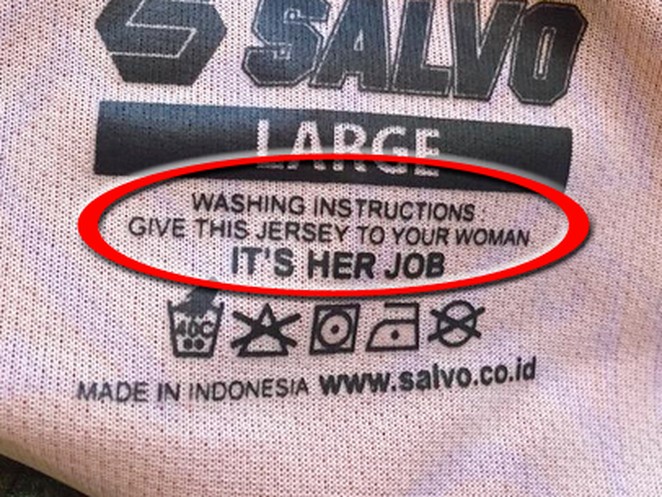 SALVO
LARGE
WASHING INSTRUCTIONS :
GIVE THIS JERSEY TO YOUR WOMAN
IT'S HER JOB
40C
MADE IN INDONESIA www.salvo.co.id